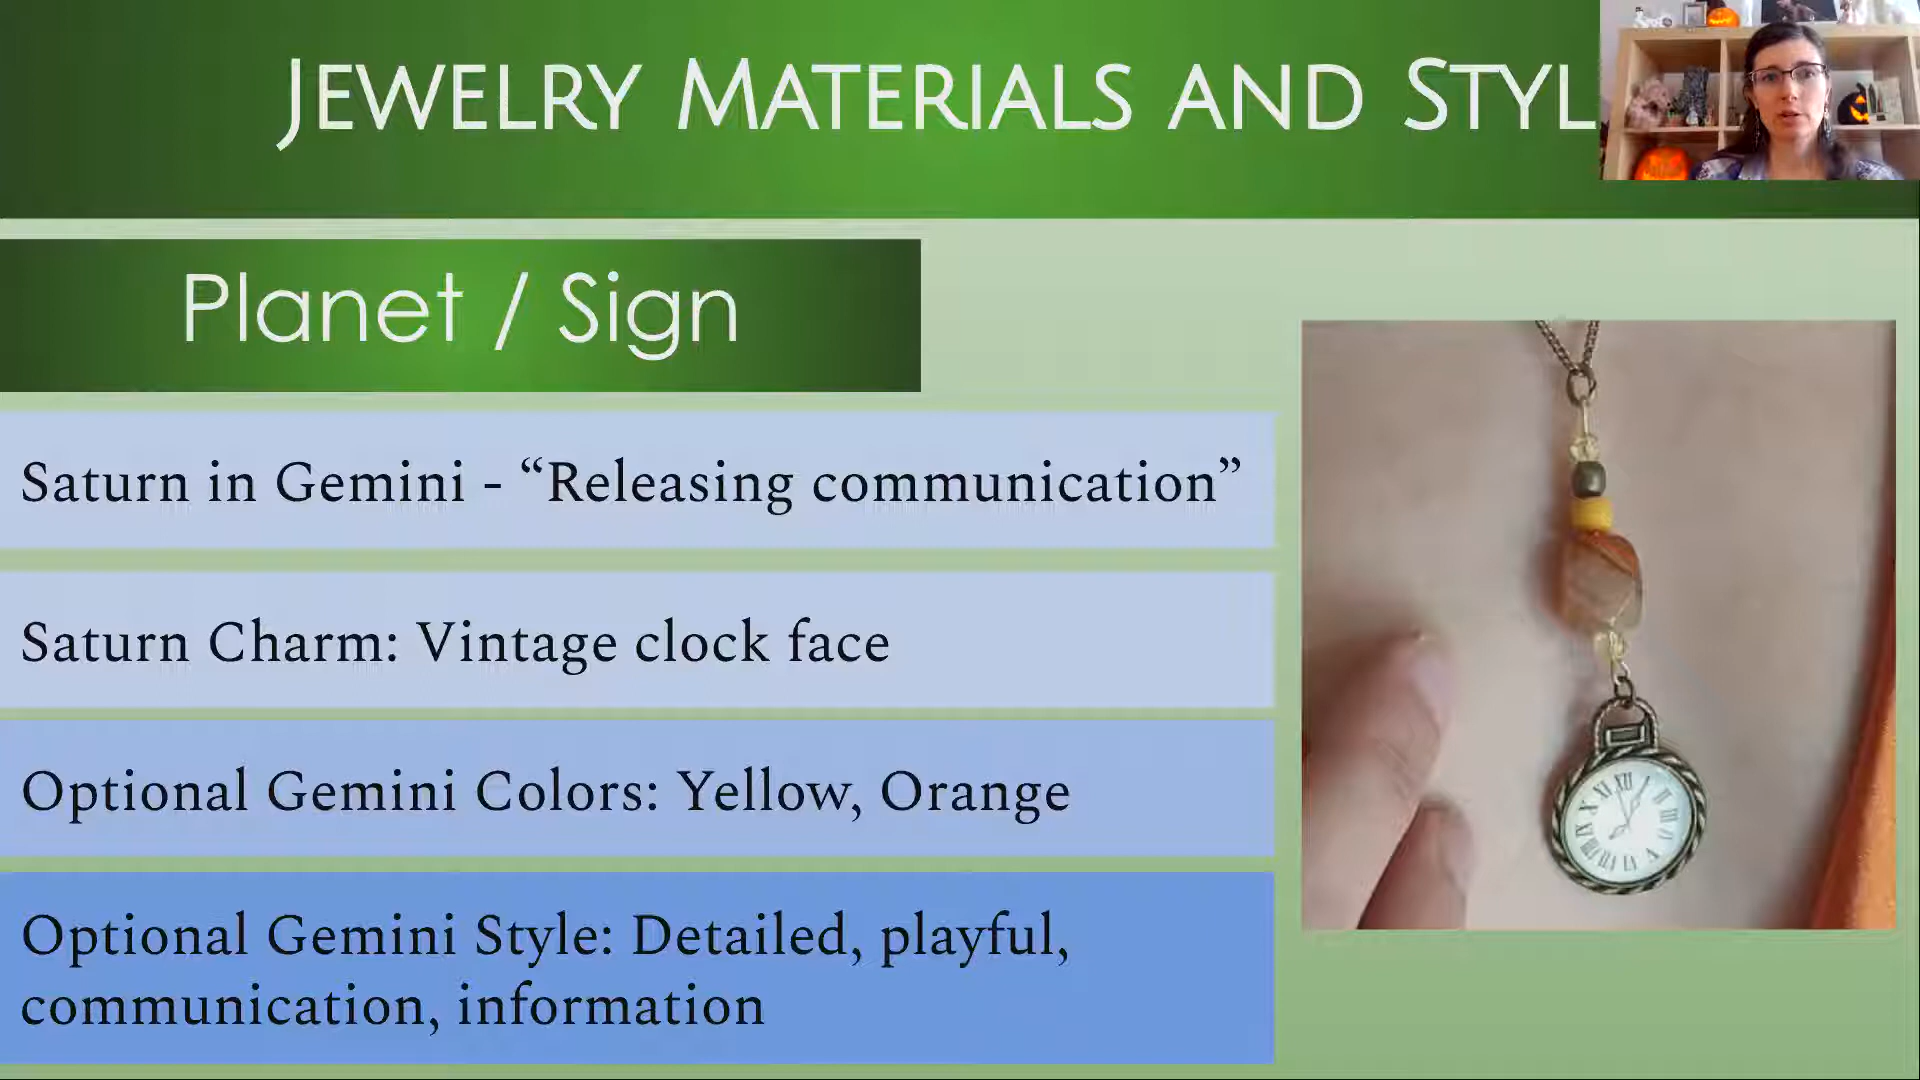 JEWELRY MATERIALS AND STYL
Planet / Sign
Saturn in Gemini - “Releasing communication”
Saturn Charm: Vintage clock face
Optional Gemini Colors: Yellow, Orange
Optional Gemini Style: Detailed, playful,
communication, information